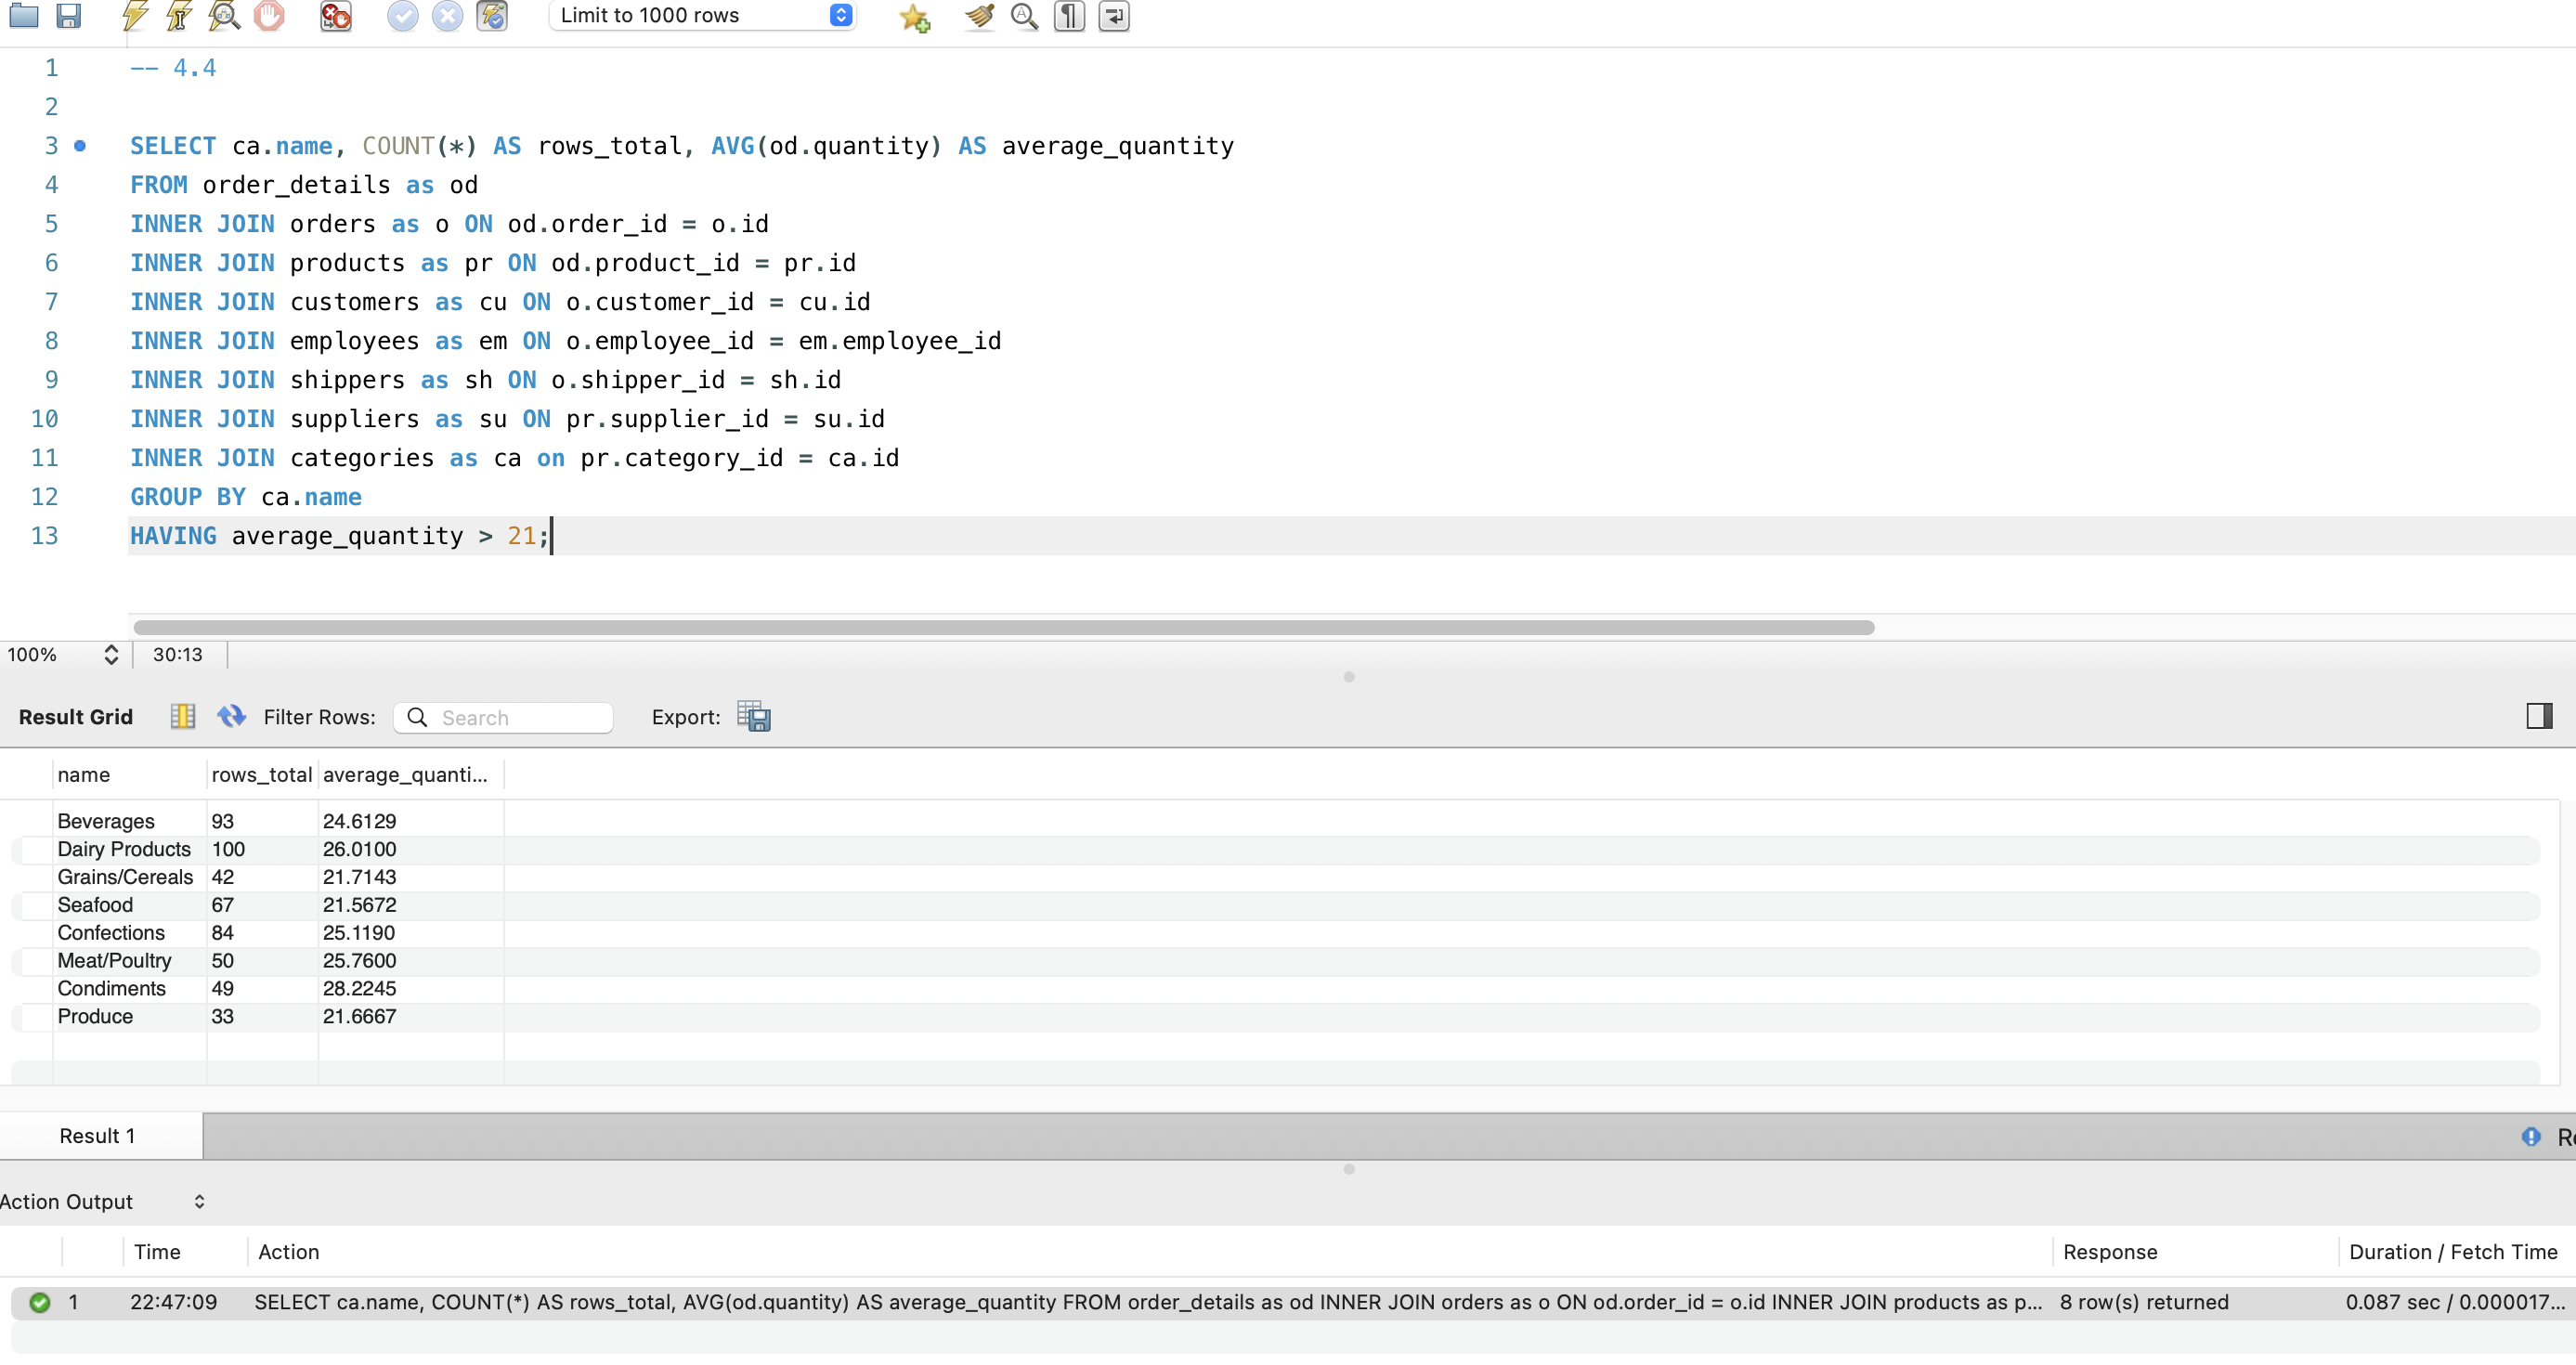 Limit to 1000 rows
1 -- 4.4
2
3 SELECT ca.name, COUNT(*) AS rows_total, AVG(od.quantity) AS average_quantity
4 FROM order_details as od
5 INNER JOIN orders as o ON od.order_id = o.id
6 INNER JOIN products as pr ON od.product_id = pr.id
7 INNER JOIN customers as cu ON o.customer_id = cu.id
8 INNER JOIN employees as em ON o.employee_id = em.employee_id
9 INNER JOIN shippers as sh ON o.shipper_id = sh.id
10 INNER JOIN suppliers as su ON pr.supplier_id = su.id
11 INNER JOIN categories as ca on pr.category_id = ca.id
12 GROUP BY ca.name
13 HAVING average_quantity > 21;
100% 30:13
Result Grid Filter Rows: Search Export:
name rows_total average_quanti...
Beverages 93 24.6129
Dairy Products 100 26.0100
Grains/Cereals 42 21.7143
Seafood 67 21.5672
Confections 84 25.1190
Meat/Poultry 50 25.7600
Condiments 49 28.2245
Produce 33 21.6667
Result 1
Action Output
Time Action Response Duration / Fetch Time
1 22:47:09 SELECT ca.name, COUNT(*) AS rows_total, AVG(od.quantity) AS average_quantity FROM order_details as od INNER JOIN orders as o ON od.order_id = o.id INNER JOIN products as p... 8 row(s) returned 0.087 sec / 0.000017...